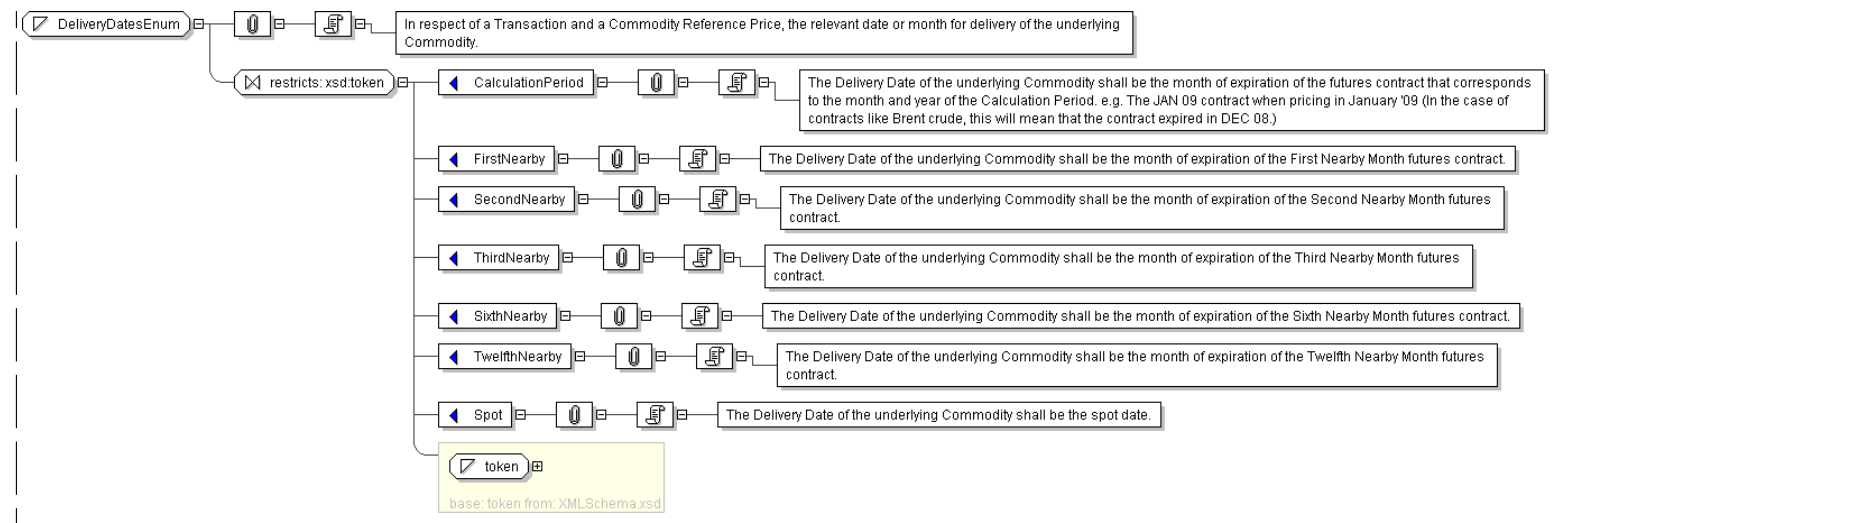 DeliveryDatesEnum
In respect of a Transaction and a Commodity Reference Price, the relevant date or month for delivery of the underlying
Commodity.
restricts: xsd:token
CalculationPeriod
The Delivery Date of the underlying Commodity shall be the month of expiration of the futures contract that corresponds
to the month and year of the Calculation Period. e.g. The JAN 09 contract when pricing in January '09 (In the case of
contracts like Brent crude, this will mean that the contract expired in DEC 08.)
FirstNearby
The Delivery Date of the underlying Commodity shall be the month of expiration of the First Nearby Month futures contract.
SecondNearby
The Delivery Date of the underlying Commodity shall be the month of expiration of the Second Nearby Month futures
contract.
ThirdNearby
The Delivery Date of the underlying Commodity shall be the month of expiration of the Third Nearby Month futures
contract.
SixthNearby
The Delivery Date of the underlying Commodity shall be the month of expiration of the Sixth Nearby Month futures contract.
TwelfthNearby
The Delivery Date of the underlying Commodity shall be the month of expiration of the Twelfth Nearby Month futures
contract.
Spot
The Delivery Date of the underlying Commodity shall be the spot date.
token
base: token from: XMLSchema.xsd